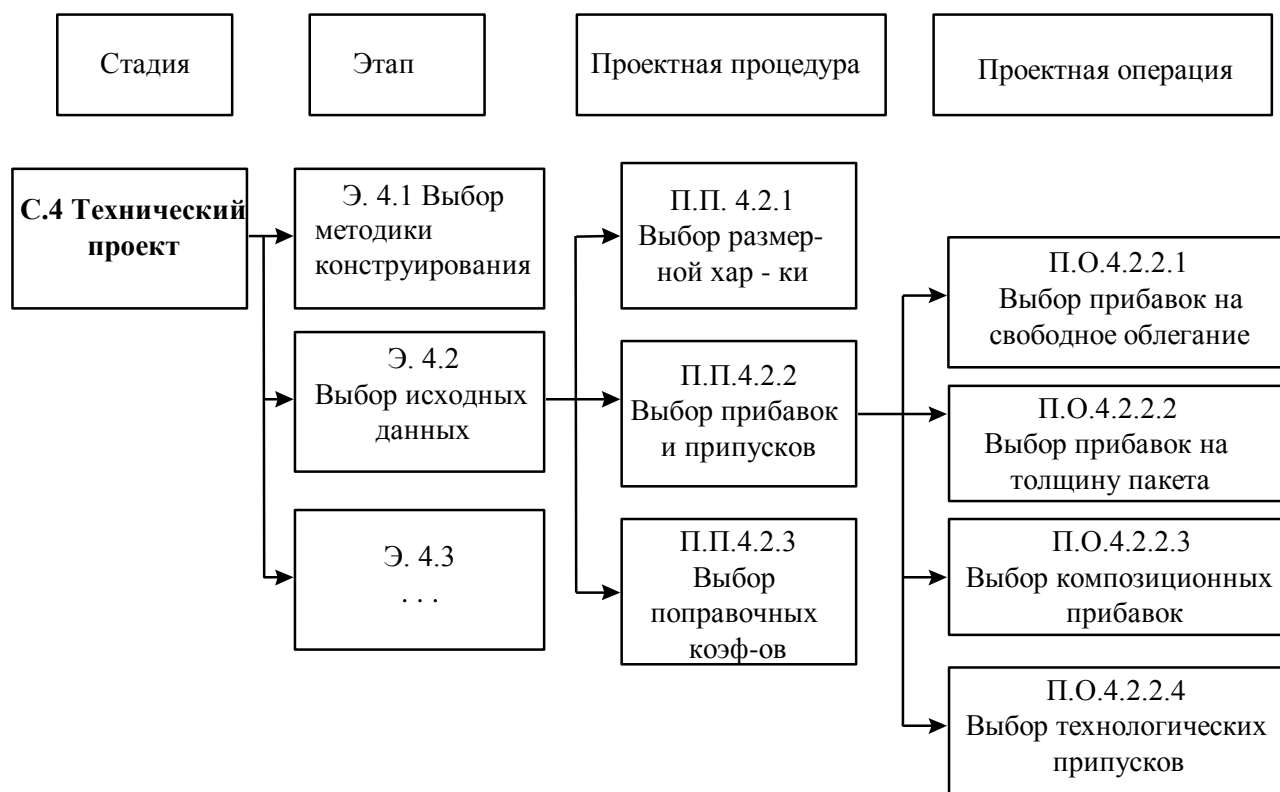 Стадия
Этап
Проектная процедура
Проектная операция
С.4 Технический
проект
Э. 4.1 Выбор
методики
конструирования
Э. 4.2
Выбор исходных
данных
Э. 4.3
. . .
П.П. 4.2.1
Выбор размер-
ной хар - ки
П.П.4.2.2
Выбор прибавок
и припусков
П.П.4.2.3
Выбор
поправочных
коэф-ов
П.О.4.2.2.1
Выбор прибавок на
свободное облегание
П.О.4.2.2.2
Выбор прибавок на
толщину пакета
П.О.4.2.2.3
Выбор композиционных
прибавок
П.О.4.2.2.4
Выбор технологических
припусков